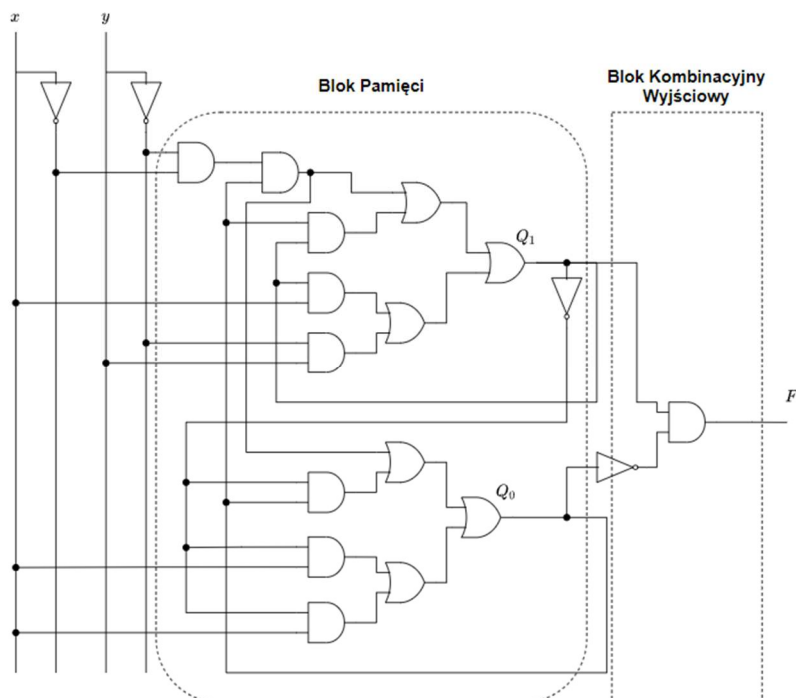 x
y
Blok Pamięci
Blok Kombinacyjny
Wyjściowy
Q₁
F
Q₀